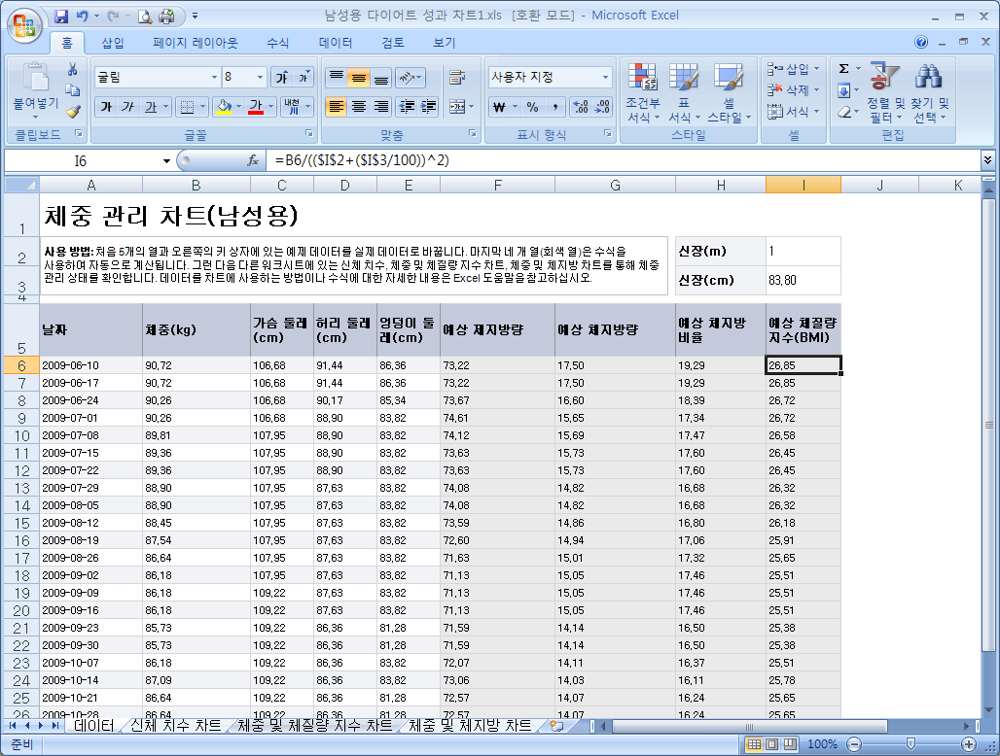 남성용 다이어트 성과 차트1.xls [호환 모드] - Microsoft Excel
홈 삽입 페이지 레이아웃 수식 데이터 검토 보기
붙여넣기
클립보드
굴림 8
가 가 가 가 가 가 내천 川
글꼴
맞춤
사용자 지정
₩ % ,
표시 형식
조건부 서식 표 서식 셀 스타일
스타일
삽입
삭제
서식
셀
Σ
정렬 및 필터 찾기 및 선택
편집
I6 fx =B6/(($I$2+($I$3/100))^2)
A B C D E F G H I J K
1 체중 관리 차트(남성용)
2 사용 방법: 처음 5개의 열과 오른쪽의 키 상자에 있는 예제 데이터를 실제 데이터로 바꿉니다. 마지막 네 개 열(회색 열)은 수식을
사용하여 자동으로 계산됩니다. 그런 다음 다른 워크시트에 있는 신체 치수, 체중 및 체질량 지수 차트, 체중 및 체지방 차트를 통해 체중
관리 상태를 확인합니다. 데이터를 차트에 사용하는 방법이나 수식에 대한 자세한 내용은 Excel 도움말을 참고하십시오.
신장(m) 1
3 신장(cm) 83,80
4
5 날짜 체중(kg) 가슴 둘레(cm) 허리 둘레(cm) 엉덩이 둘레(cm) 예상 제지방량 예상 체지방량 예상 체지방 비율 예상 체질량 지수(BMI)
6 2009-06-10 90,72 106,68 91,44 86,36 73,22 17,50 19,29 26,85
7 2009-06-17 90,72 106,68 91,44 86,36 73,22 17,50 19,29 26,85
8 2009-06-24 90,26 106,68 90,17 85,34 73,67 16,60 18,39 26,72
9 2009-07-01 90,26 106,68 88,90 83,82 74,61 15,65 17,34 26,72
10 2009-07-08 89,81 107,95 88,90 83,82 74,12 15,69 17,47 26,58
11 2009-07-15 89,36 107,95 88,90 83,82 73,63 15,73 17,60 26,45
12 2009-07-22 89,36 107,95 88,90 83,82 73,63 15,73 17,60 26,45
13 2009-07-29 88,90 107,95 87,63 83,82 74,08 14,82 16,68 26,32
14 2009-08-05 88,90 107,95 87,63 83,82 74,08 14,82 16,68 26,32
15 2009-08-12 88,45 107,95 87,63 83,82 73,59 14,86 16,80 26,18
16 2009-08-19 87,54 107,95 87,63 83,82 72,60 14,94 17,06 25,91
17 2009-08-26 86,64 107,95 87,63 83,82 71,63 15,01 17,32 25,65
18 2009-09-02 86,18 107,95 87,63 83,82 71,13 15,05 17,46 25,51
19 2009-09-09 86,18 109,22 87,63 83,82 71,13 15,05 17,46 25,51
20 2009-09-16 86,18 109,22 87,63 83,82 71,13 15,05 17,46 25,51
21 2009-09-23 85,73 109,22 86,36 81,28 71,59 14,14 16,50 25,38
22 2009-09-30 85,73 109,22 86,36 81,28 71,59 14,14 16,50 25,38
23 2009-10-07 86,18 109,22 86,36 81,28 72,07 14,11 16,37 25,51
24 2009-10-14 87,09 109,22 86,36 83,82 73,06 14,03 16,11 25,78
25 2009-10-21 86,64 109,22 86,36 81,28 72,57 14,07 16,24 25,65
26 2009-10-28 86,64 109,22 86,36 81,28 72,57 14,07 16,24 25,65
데이터 신체 치수 차트 체중 및 체질량 지수 차트 체중 및 체지방 차트
준비 100%